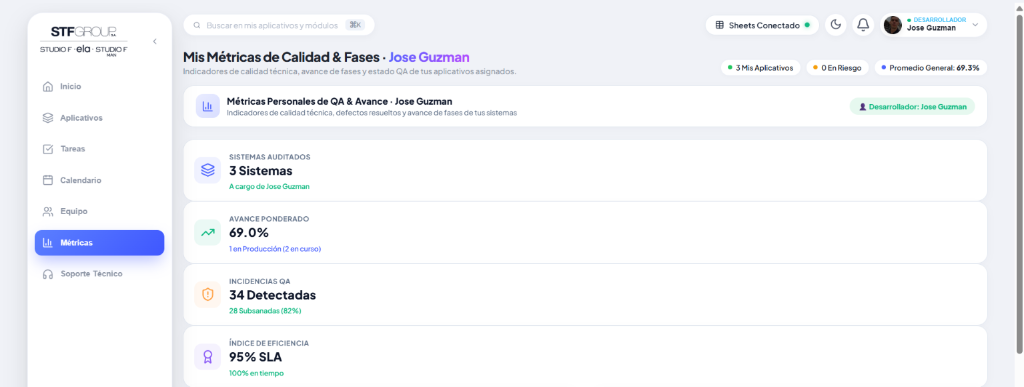 STFGROUP S.A.
STUDIO F · ela · STUDIO F MAN
Inicio
Aplicativos
Tareas
Calendario
Equipo
Métricas
Soporte Técnico
Buscar en mis aplicativos y módulos ⌘K
Sheets Conectado
DESARROLLADOR
Jose Guzman
Mis Métricas de Calidad & Fases · Jose Guzman
Indicadores de calidad técnica, avance de fases y estado QA de tus aplicativos asignados.
3 Mis Aplicativos
0 En Riesgo
Promedio General: 69.3%
Métricas Personales de QA & Avance · Jose Guzman
Indicadores de calidad técnica, defectos resueltos y avance de fases de tus sistemas
Desarrollador: Jose Guzman
SISTEMAS AUDITADOS
3 Sistemas
A cargo de Jose Guzman
AVANCE PONDERADO
69.0%
1 en Producción (2 en curso)
INCIDENCIAS QA
34 Detectadas
28 Subsanadas (82%)
ÍNDICE DE EFICIENCIA
95% SLA
100% en tiempo